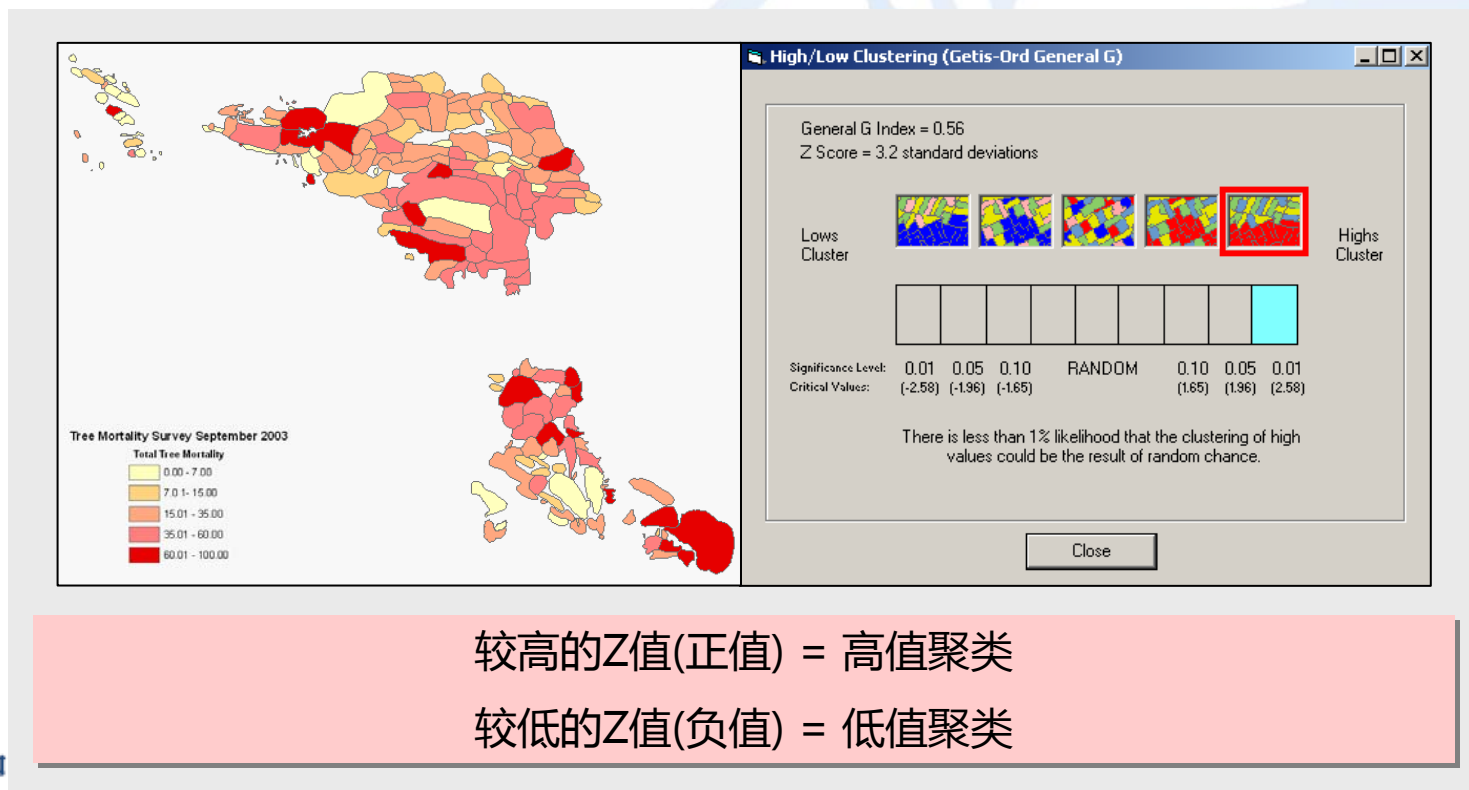 High/Low Clustering (Getis-Ord General G)
General G Index = 0.56
Z Score = 3.2 standard deviations
Lows
Cluster
Highs
Cluster
Significance Level: 0.01 0.05 0.10 RANDOM 0.10 0.05 0.01
Critical Values: (-2.58) (-1.96) (-1.65) (1.65) (1.96) (2.58)
There is less than 1% likelihood that the clustering of high
values could be the result of random chance.
Close
Tree Mortality Survey September 2003
Total Tree Mortality
0.00 - 7.00
7.01- 15.00
15.01 - 35.00
35.01 - 60.00
60.01 - 100.00
较高的Z值(正值) = 高值聚类
较低的Z值(负值) = 低值聚类